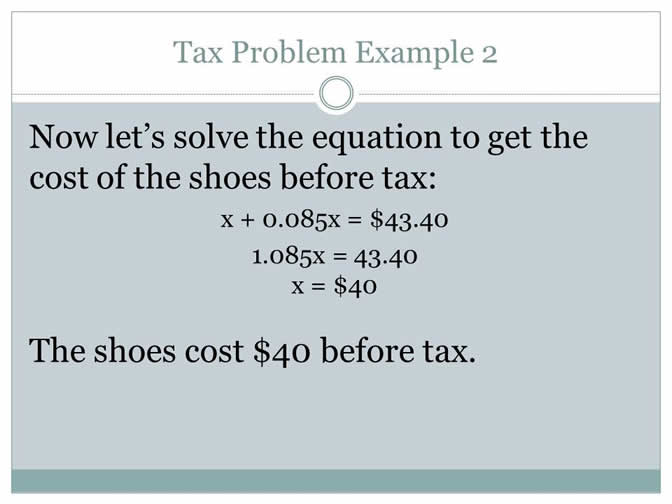 Tax Problem Example 2
Now let’s solve the equation to get the
cost of the shoes before tax:
x + 0.085x = $43.40
1.085x = 43.40
x = $40
The shoes cost $40 before tax.